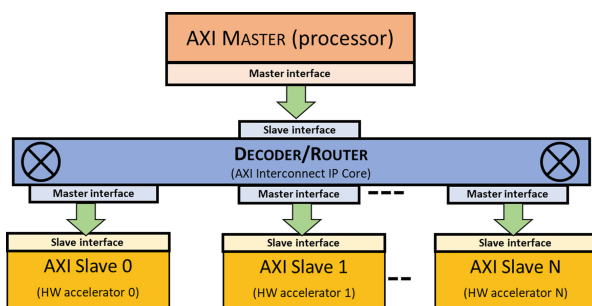 AXI MASTER (processor)
Master interface
Slave interface
DECODER/ROUTER
(AXI Interconnect IP Core)
Master interface
Master interface
Master interface
Slave interface
Slave interface
Slave interface
AXI Slave 0
AXI Slave 1
AXI Slave N
(HW accelerator 0)
(HW accelerator 1)
(HW accelerator N)